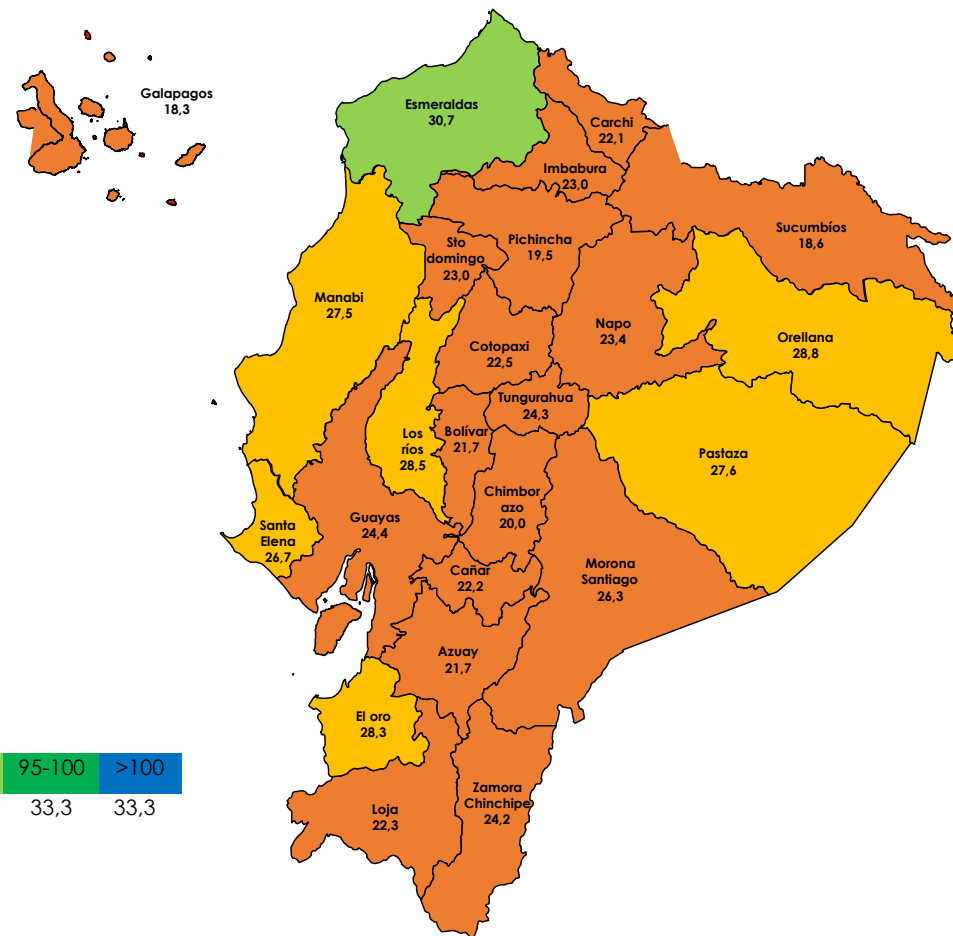 Galapagos
18,3
Esmeraldas
30,7
Carchi
22,1
Imbabura
23,0
Sucumbíos
18,6
Pichincha
19,5
Sto
domingo
23,0
Manabi
27,5
Napo
23,4
Orellana
28,8
Cotopaxi
22,5
Tungurahua
24,3
Los
ríos
28,5
Bolívar
21,7
Pastaza
27,6
Chimbor
azo
20,0
Guayas
24,4
Santa
Elena
26,7
Cañar
22,2
Morona
Santiago
26,3
Azuay
21,7
El oro
28,3
Loja
22,3
Zamora
Chinchipe
24,2
95-100 >100
33,3 33,3